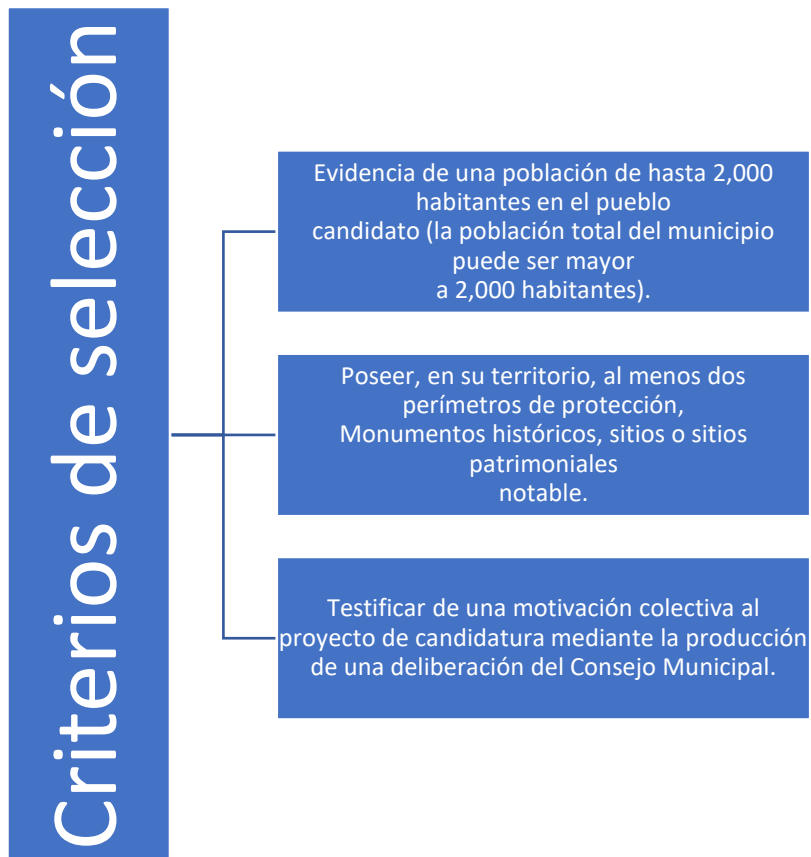 Criterios de selección
Evidencia de una población de hasta 2,000
habitantes en el pueblo
candidato (la población total del municipio
puede ser mayor
a 2,000 habitantes).
Poseer, en su territorio, al menos dos
perímetros de protección,
Monumentos históricos, sitios o sitios
patrimoniales
notable.
Testificar de una motivación colectiva al
proyecto de candidatura mediante la producción
de una deliberación del Consejo Municipal.